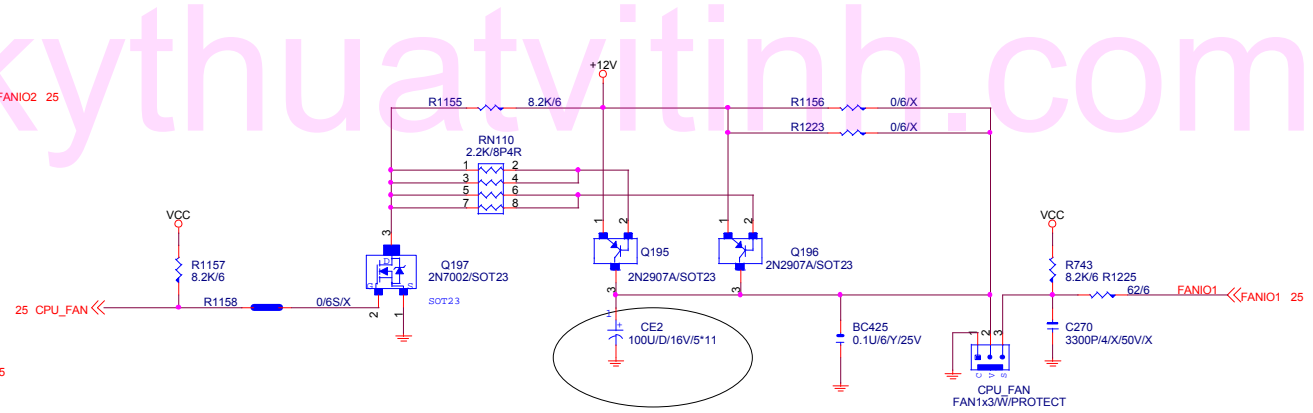 kythuatvitinh.com
FANIO2 25
+12V
R1155 8.2K/6
R1156 0/6/X
R1223 0/6/X
RN110
2.2K/8P4R
1 2
3 4
5 6
7 8
VCC
R1157
8.2K/6
25 CPU_FAN
R1158 0/6S/X
3
D
G
S
2
1
Q197
2N7002/SOT23
SOT23
1 2
Q195
2N2907A/SOT23
3
1 2
Q196
2N2907A/SOT23
3
1
+
CE2
100U/D/16V/5*11
BC425
0.1U/6/Y/25V
VCC
R743
8.2K/6 R1225
62/6
FANIO1
FANIO1 25
C270
3300P/4/X/50V/X
1 2 3
C V S
CPU_FAN
FAN1x3/W/PROTECT
5